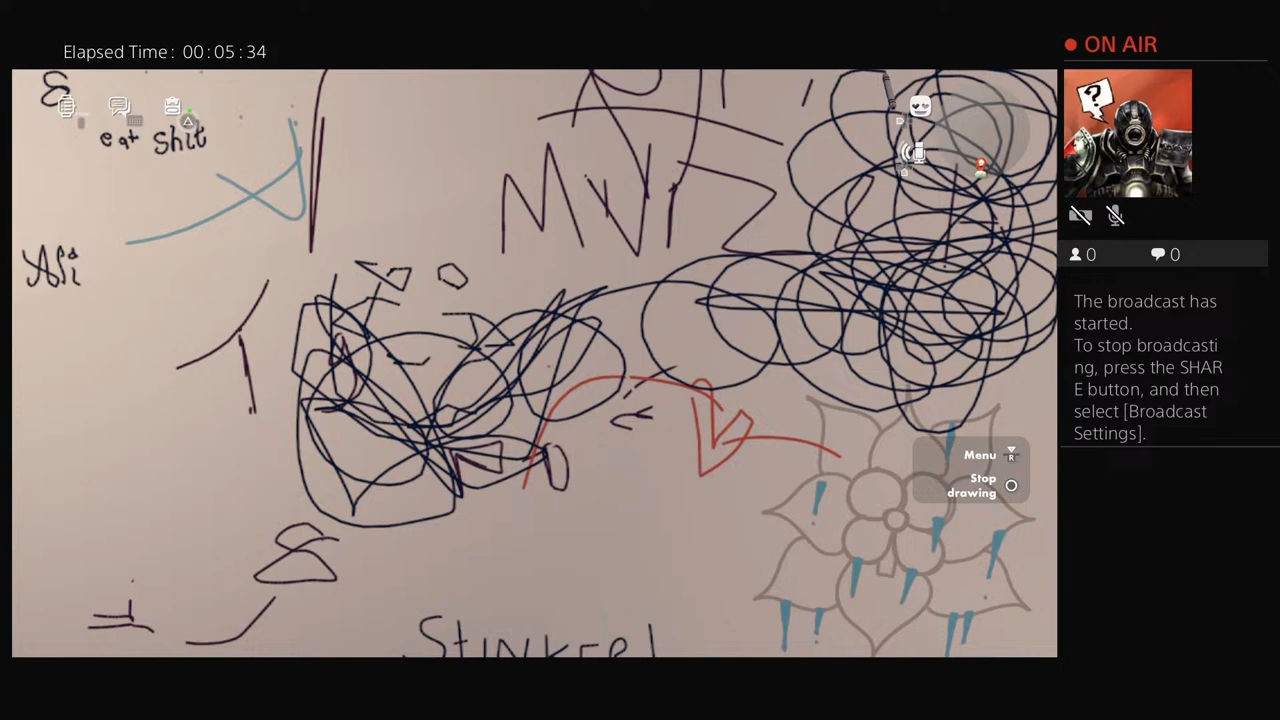 Elapsed Time: 00:05:34
ON AIR
eat shit
0
0
The broadcast has
started.
To stop broadcasti
ng, press the SHAR
E button, and then
select [Broadcast
Settings].
Menu
R
Stop
drawing
8